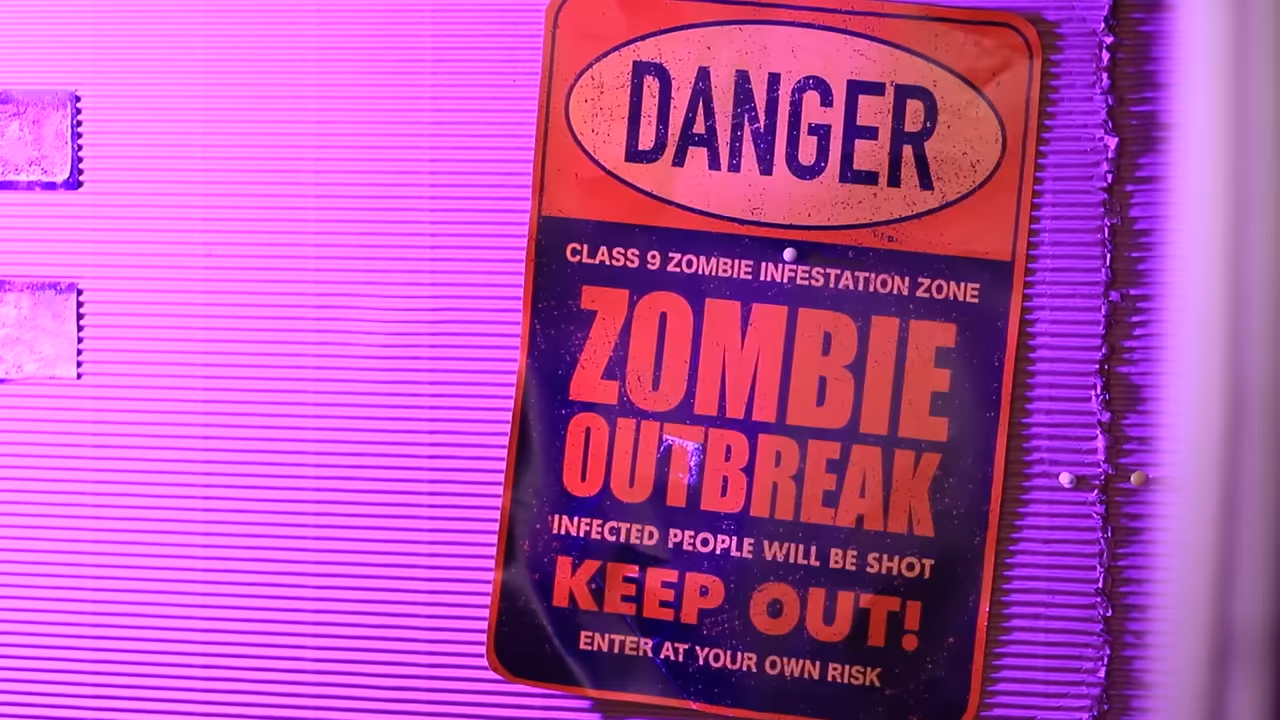 DANGER
CLASS 9 ZOMBIE INFESTATION ZONE
ZOMBIE
OUTBREAK
INFECTED PEOPLE WILL BE SHOT
KEEP OUT!
ENTER AT YOUR OWN RISK